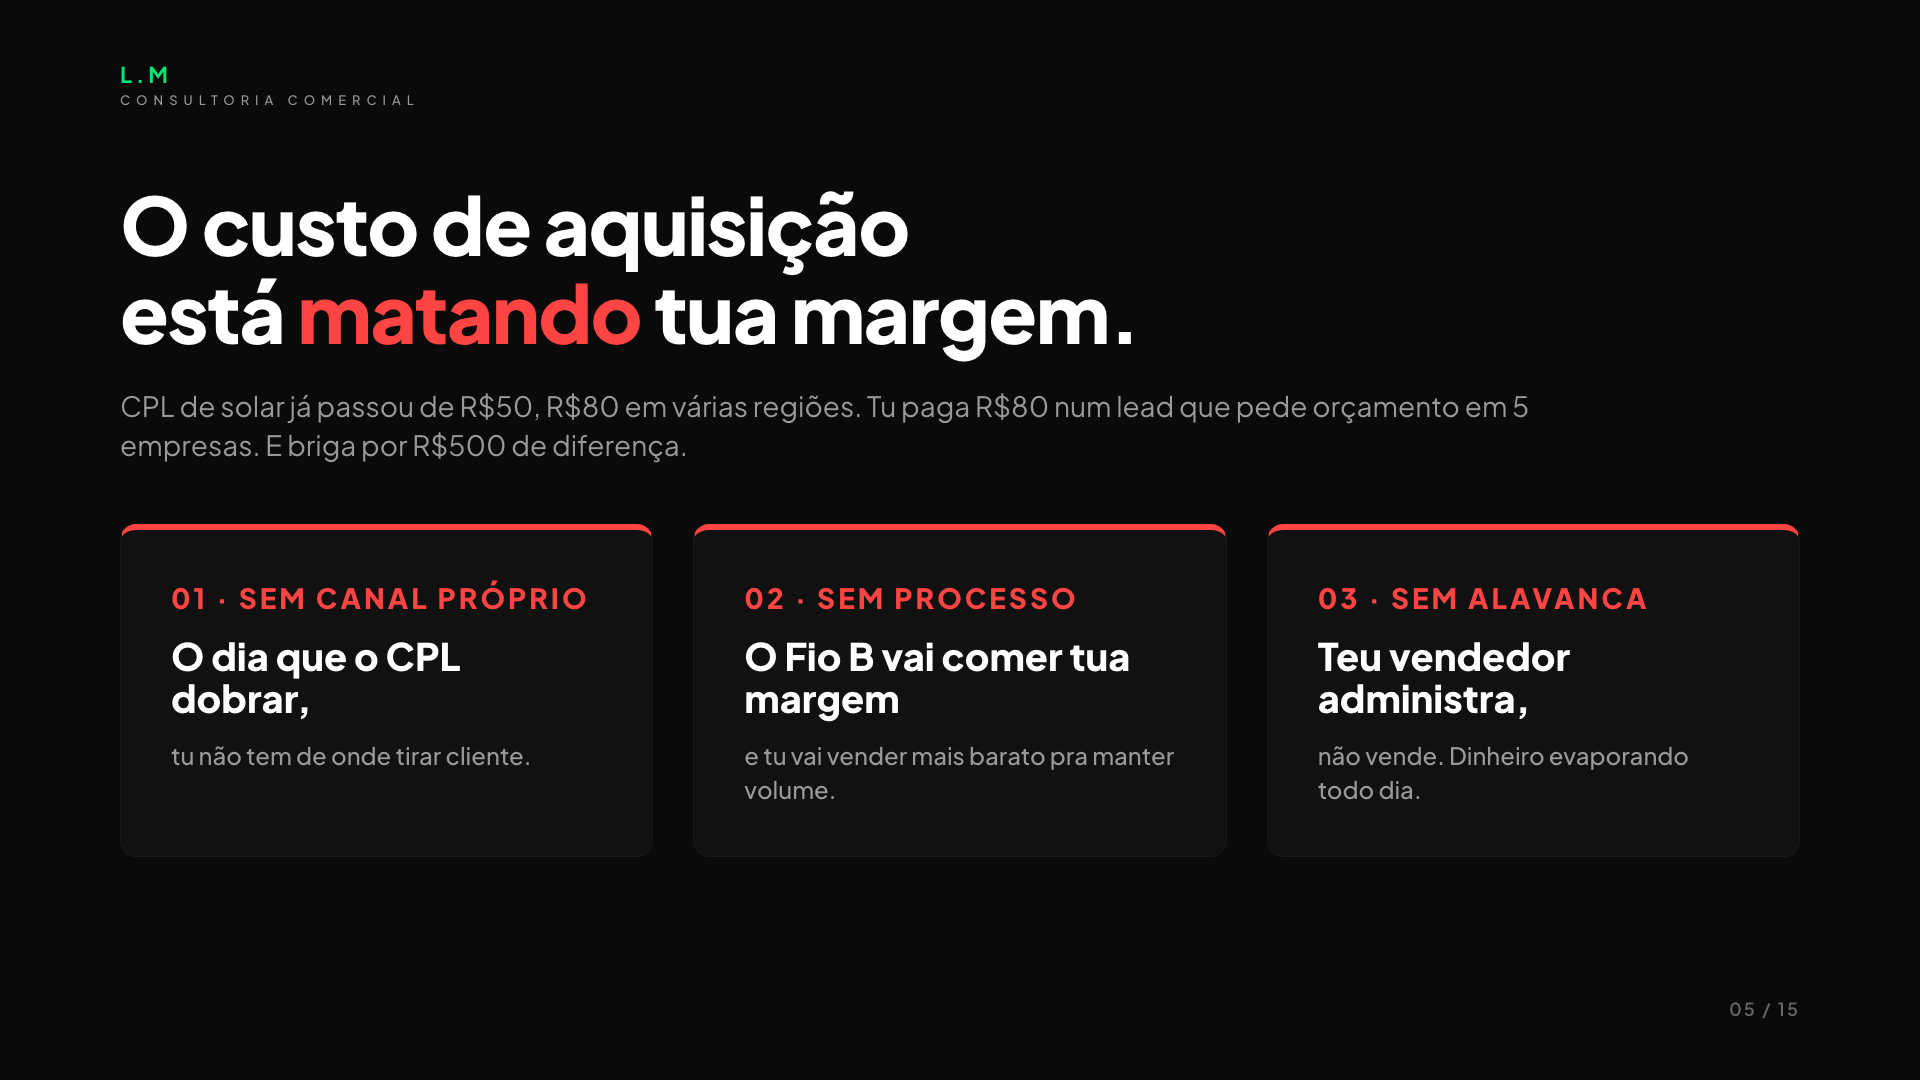 L.M
CONSULTORIA COMERCIAL
O custo de aquisição
está matando tua margem.
CPL de solar já passou de R$50, R$80 em várias regiões. Tu paga R$80 num lead que pede orçamento em 5
empresas. E briga por R$500 de diferença.
01 · SEM CANAL PRÓPRIO
O dia que o CPL
dobrar,
tu não tem de onde tirar cliente.
02 · SEM PROCESSO
O Fio B vai comer tua
margem
e tu vai vender mais barato pra manter
volume.
03 · SEM ALAVANCA
Teu vendedor
administra,
não vende. Dinheiro evaporando
todo dia.
05 / 15